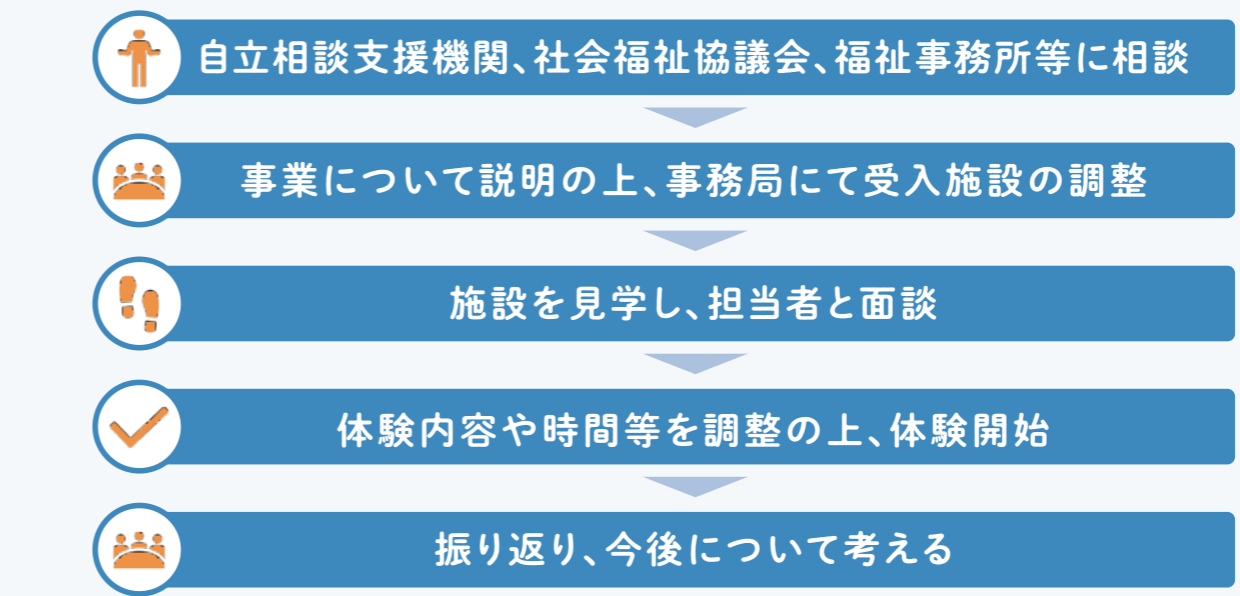 自立相談支援機関、社会福祉協議会、福祉事務所等に相談
事業について説明の上、事務局にて受入施設の調整
施設を見学し、担当者と面談
体験内容や時間等を調整の上、体験開始
振り返り、今後について考える